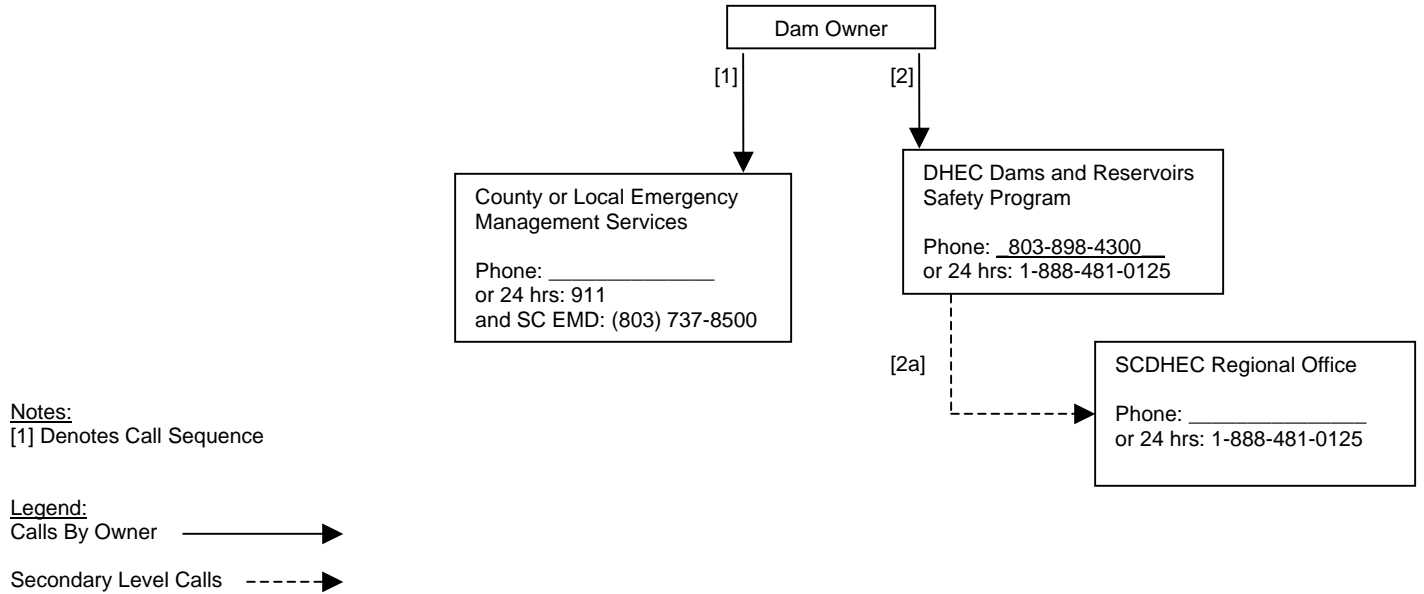 Dam Owner
[1]
[2]
County or Local Emergency
Management Services
Phone: _______________
or 24 hrs: 911
and SC EMD: (803) 737-8500
DHEC Dams and Reservoirs
Safety Program
Phone: _803-898-4300__
or 24 hrs: 1-888-481-0125
[2a]
SCDHEC Regional Office
Phone: ________________
or 24 hrs: 1-888-481-0125
Notes:
[1] Denotes Call Sequence
Legend:
Calls By Owner
Secondary Level Calls